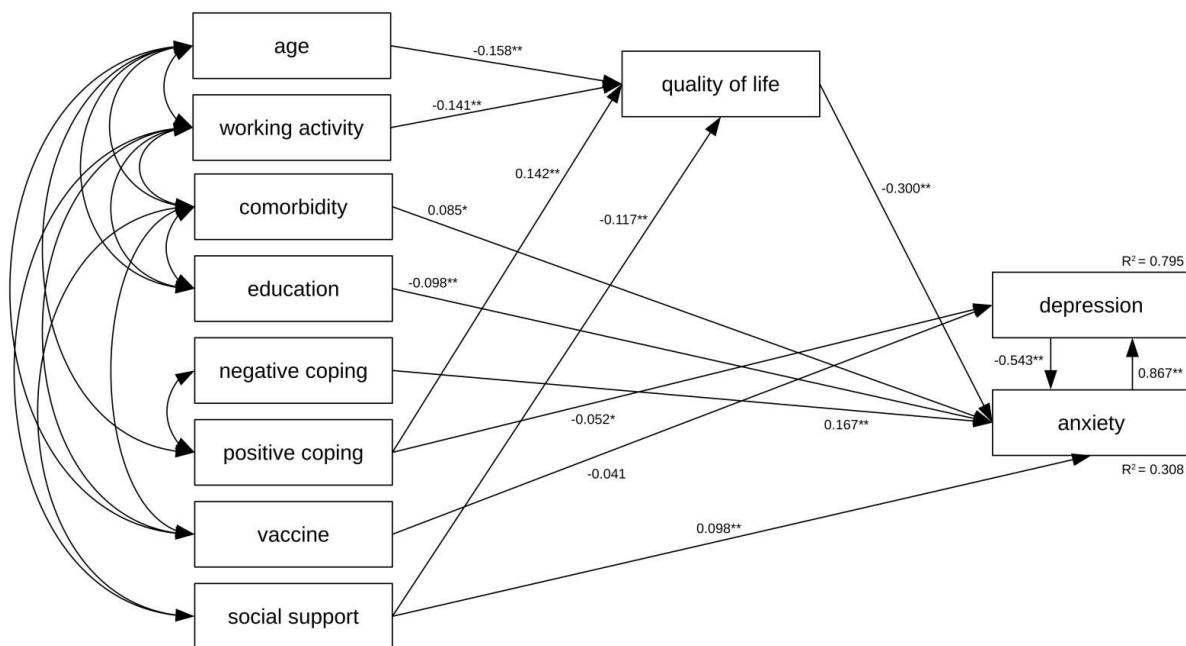 age
-0.158**
quality of life
working activity
-0.141**
0.142**
-0.300**
comorbidity
0.085*
-0.117**
R² = 0.795
education
-0.098**
depression
negative coping
-0.543**
0.867**
-0.052*
0.167**
anxiety
positive coping
-0.041
R² = 0.308
vaccine
0.098**
social support